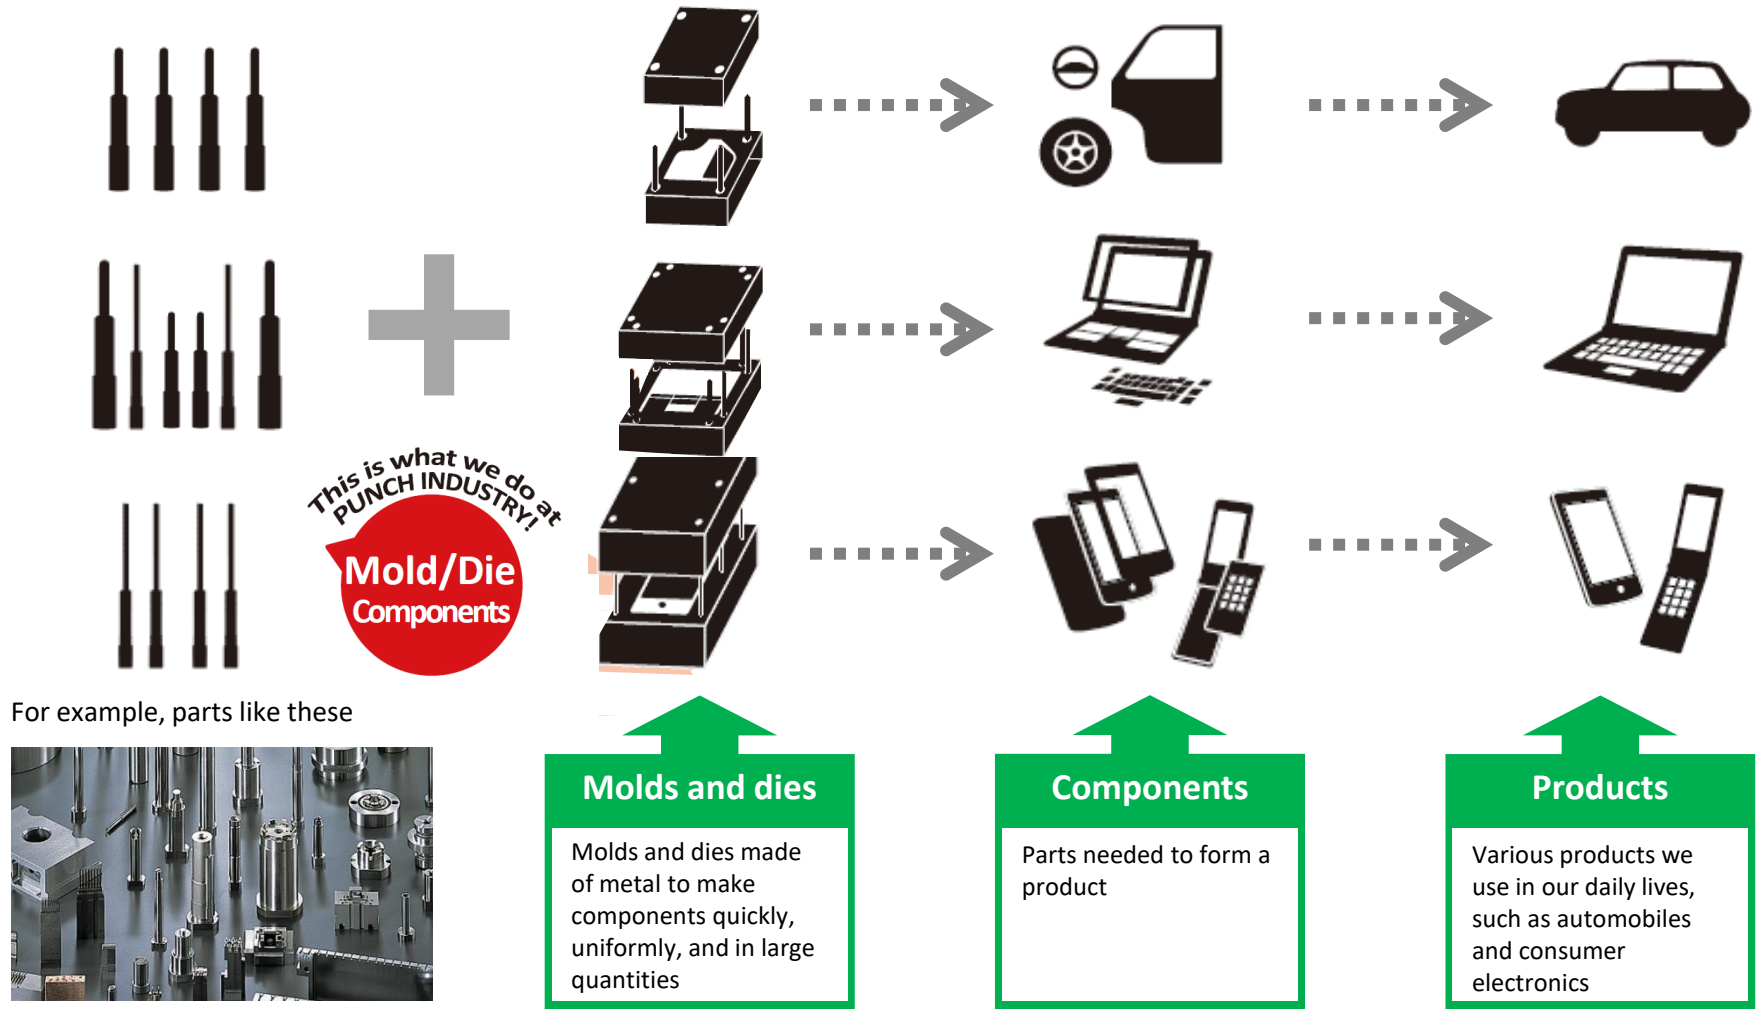 This is what we do at
PUNCH INDUSTRY!
Mold/Die
Components
For example, parts like these
Molds and dies
Molds and dies made
of metal to make
components quickly,
uniformly, and in large
quantities
Components
Parts needed to form a
product
Products
Various products we
use in our daily lives,
such as automobiles
and consumer
electronics